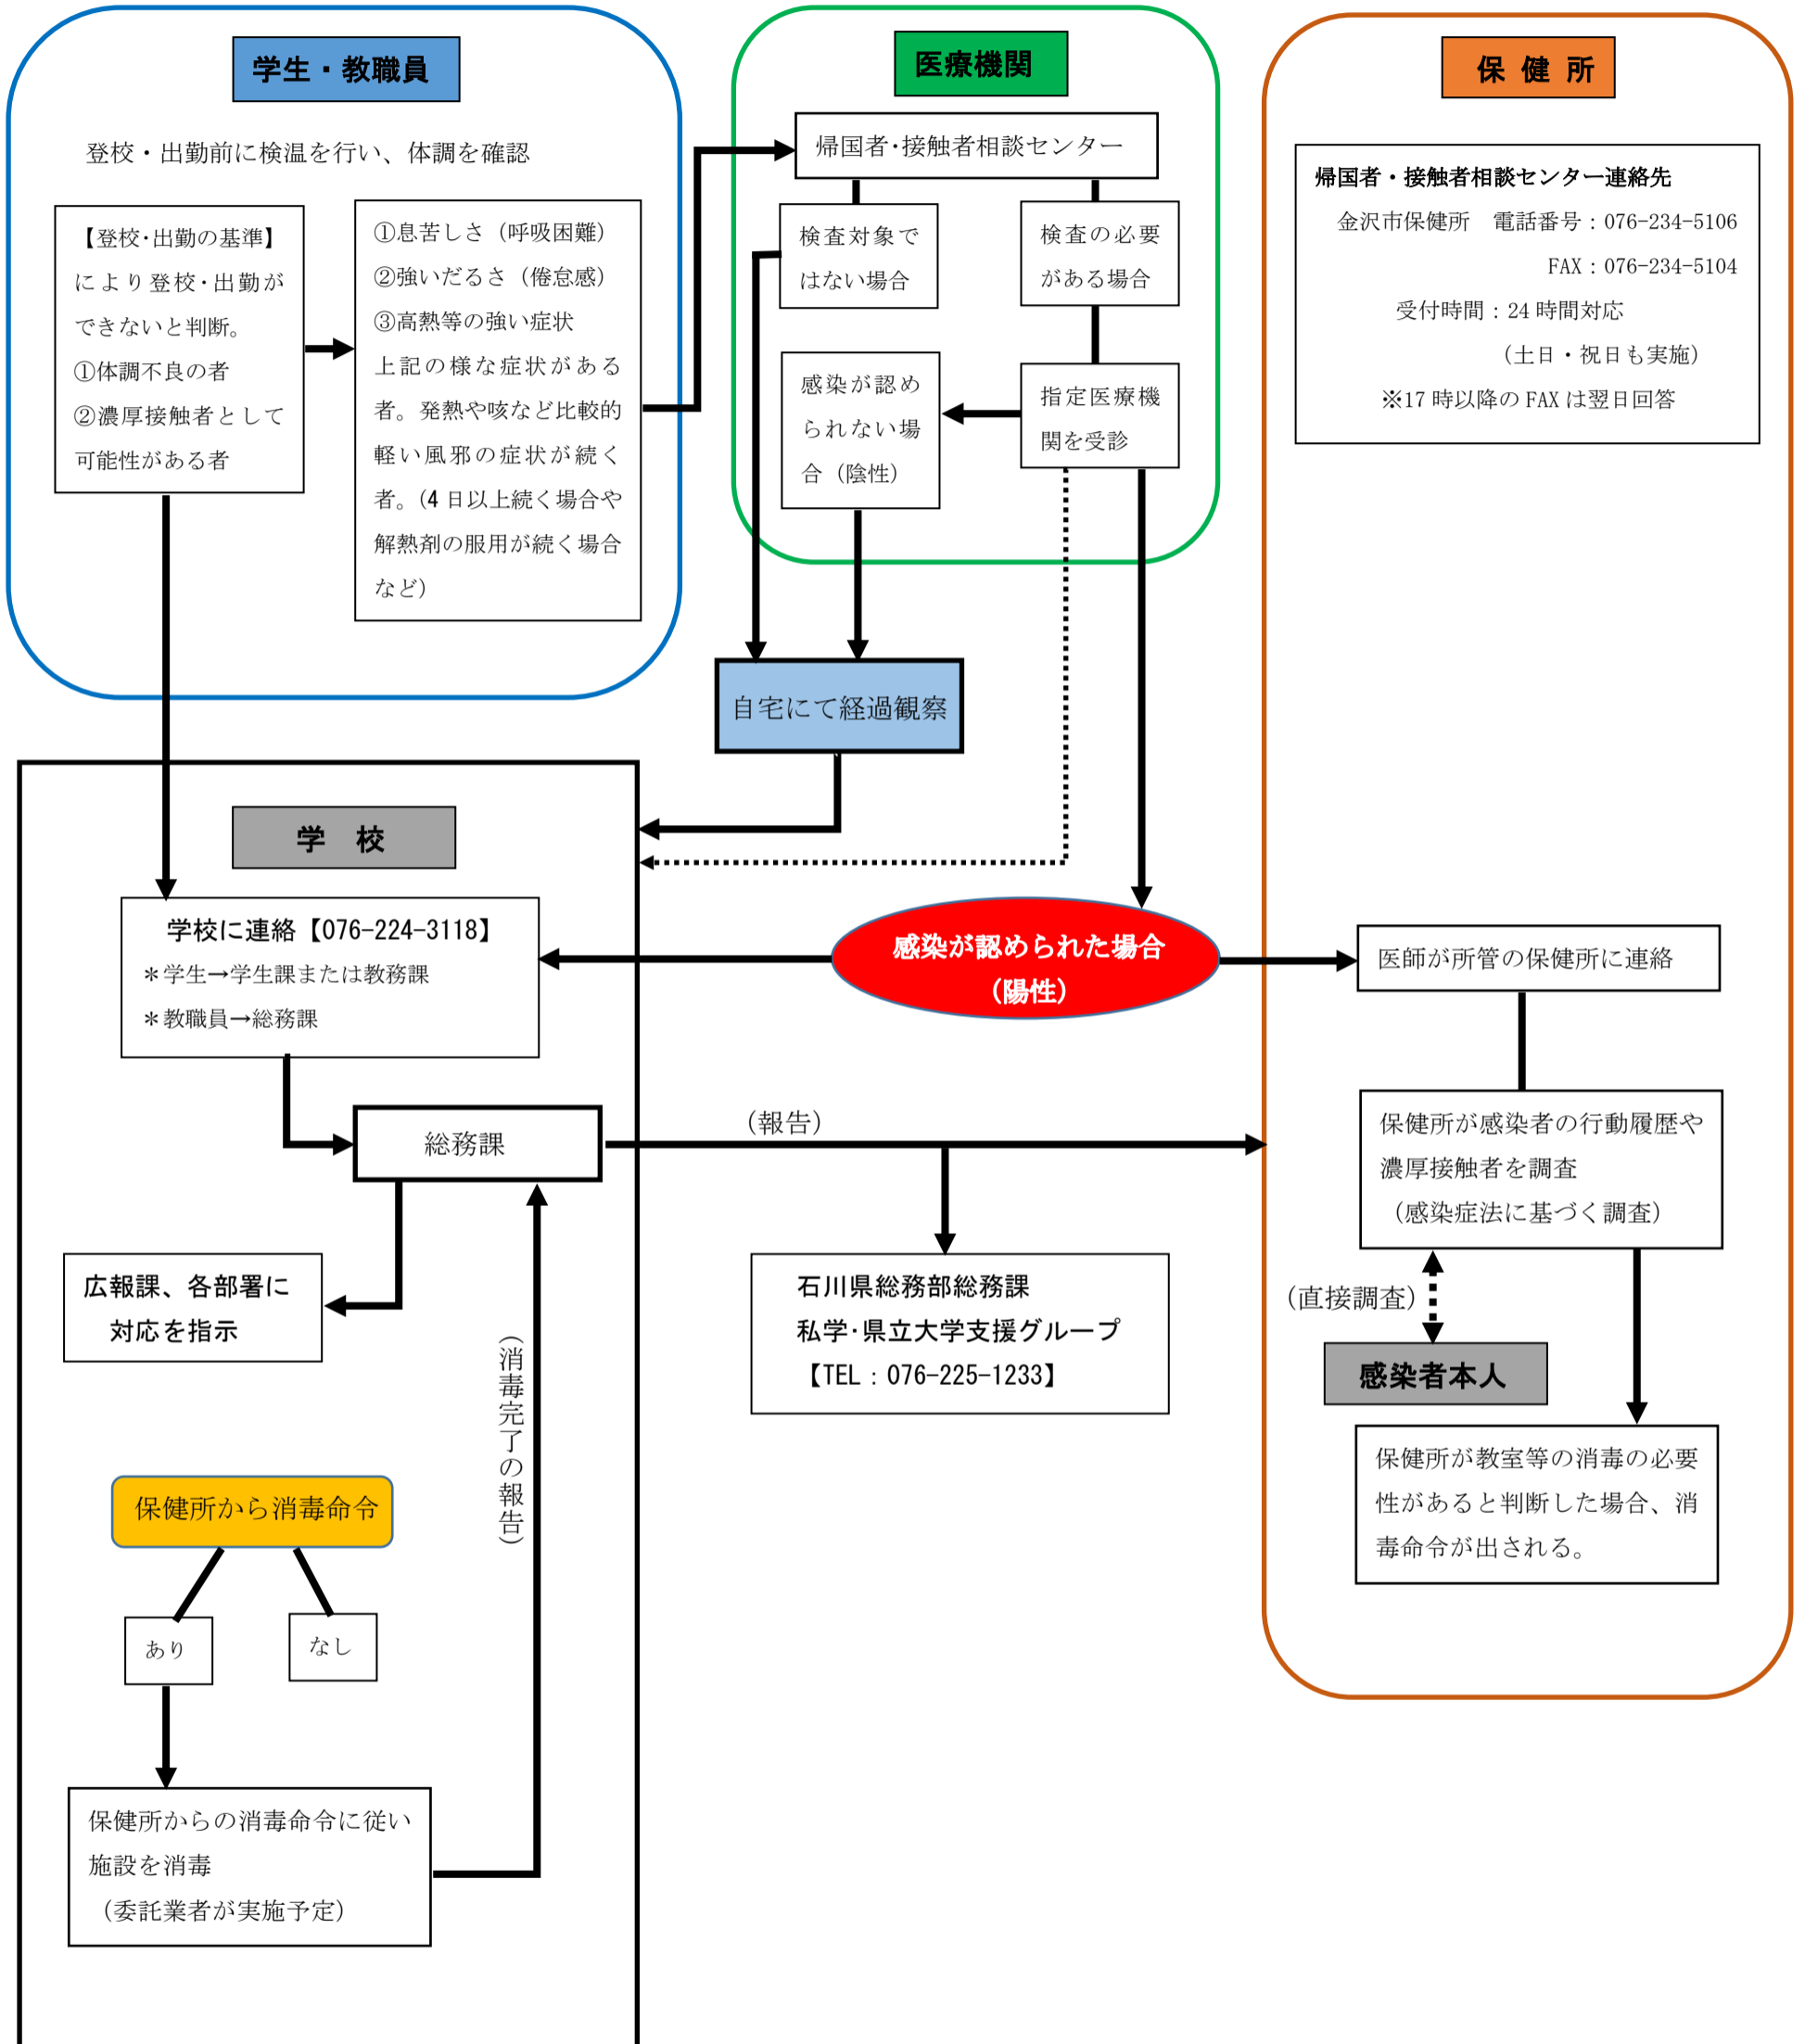 学生・教職員
登校・出勤前に検温を行い、体調を確認
【登校・出勤の基準】
により登校・出勤が
できないと判断。
①体調不良の者
②濃厚接触者として
可能性がある者
①息苦しさ（呼吸困難）
②強いだるさ（倦怠感）
③高熱等の強い症状
上記の様な症状がある
者。発熱や咳など比較的
軽い風邪の症状が続く
者。（4 日以上続く場合や
解熱剤の服用が続く場合
など）
医療機関
帰国者・接触者相談センター
検査対象で
はない場合
検査の必要
がある場合
感染が認め
られない場
合（陰性）
指定医療機
関を受診
自宅にて経過観察
保 健 所
帰国者・接触者相談センター連絡先
金沢市保健所　電話番号：076-234-5106
FAX：076-234-5104
受付時間：24 時間対応
（土日・祝日も実施）
※17 時以降の FAX は翌日回答
学　校
学校に連絡【076-224-3118】
＊学生→学生課または教務課
＊教職員→総務課
感染が認められた場合
（陽性）
医師が所管の保健所に連絡
総務課
（報告）
保健所が感染者の行動履歴や
濃厚接触者を調査
（感染症法に基づく調査）
広報課、各部署に
対応を指示
（消毒完了の報告）
石川県総務部総務課
私学・県立大学支援グループ
【TEL：076-225-1233】
（直接調査）
感染者本人
保健所が教室等の消毒の必要
性があると判断した場合、消
毒命令が出される。
保健所から消毒命令
あり
なし
保健所からの消毒命令に従い
施設を消毒
（委託業者が実施予定）